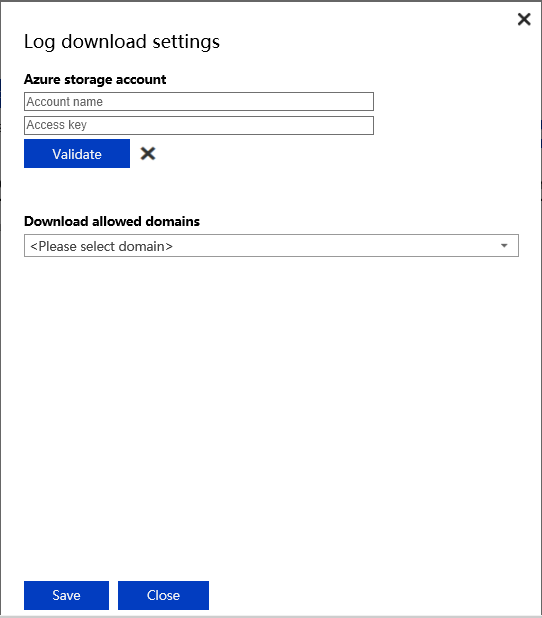 Log download settings
Azure storage account
Account name
Access key
Validate
Download allowed domains
<Please select domain>
Save Close